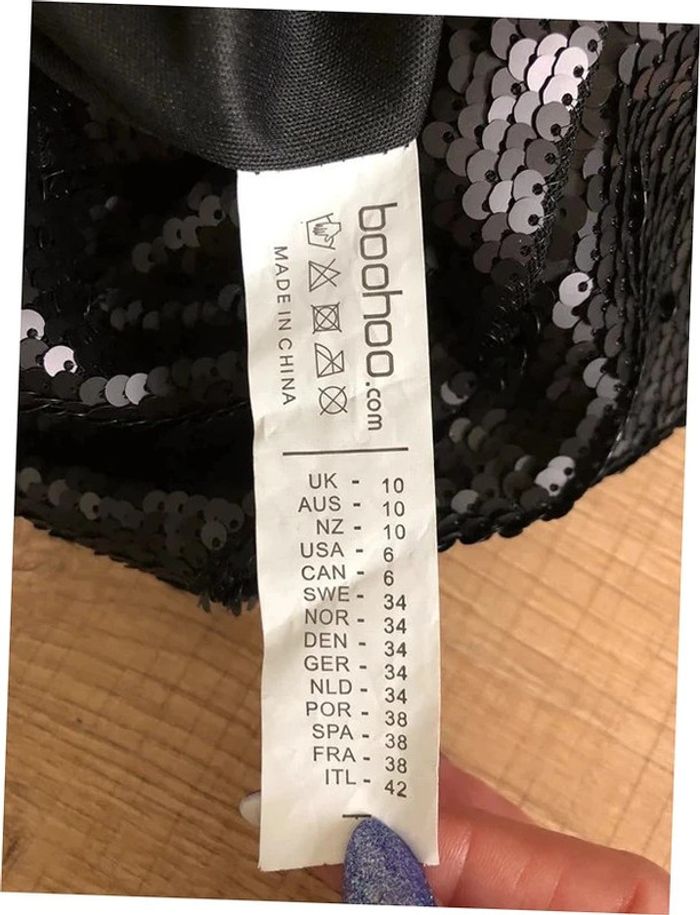 boohoo.com
MADE IN CHINA
UK - 10
AUS - 10
NZ - 10
USA - 6
CAN - 6
SWE - 34
NOR - 34
DEN - 34
GER - 34
NLD - 34
POR - 38
SPA - 38
FRA - 38
ITL - 42